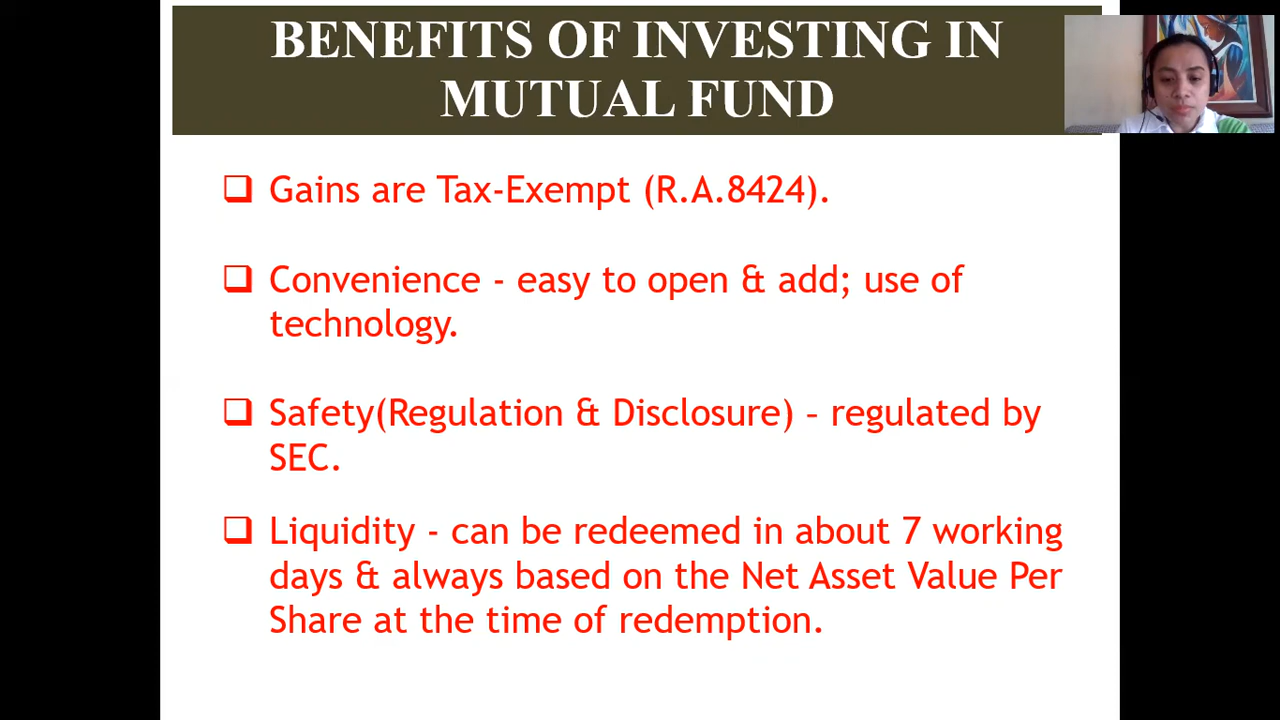 BENEFITS OF INVESTING IN
MUTUAL FUND
Gains are Tax-Exempt (R.A.8424).
Convenience - easy to open & add; use of
technology.
Safety(Regulation & Disclosure) – regulated by
SEC.
Liquidity - can be redeemed in about 7 working
days & always based on the Net Asset Value Per
Share at the time of redemption.